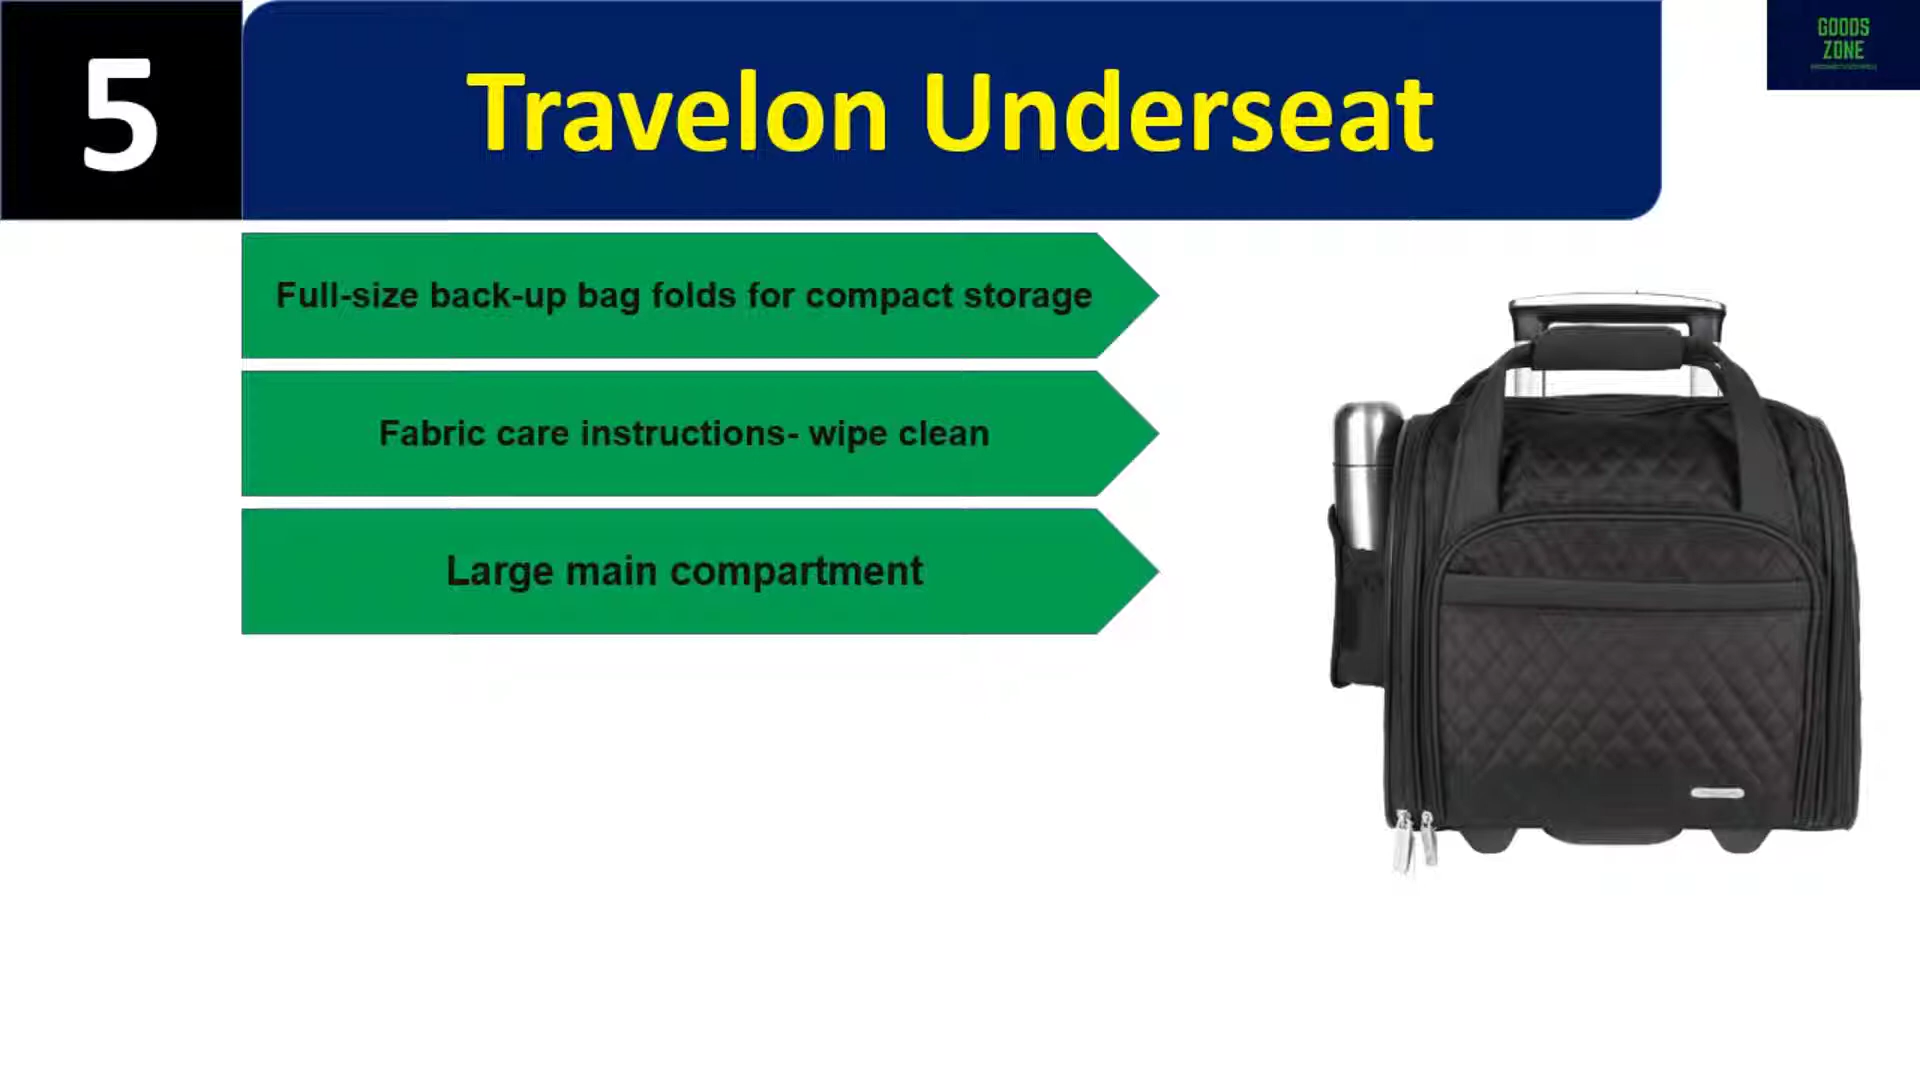 5
Travelon Underseat
GOODS
ZONE
Full-size back-up bag folds for compact storage
Fabric care instructions- wipe clean
Large main compartment